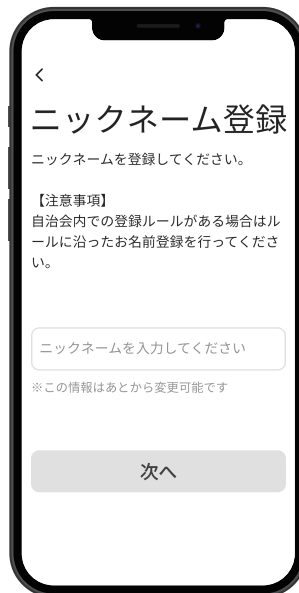 ニックネーム登録
ニックネームを登録してください。
【注意事項】
自治会内での登録ルールがある場合はル
ールに沿ったお名前登録を行ってくださ
い。
ニックネームを入力してください
※この情報はあとから変更可能です
次へ